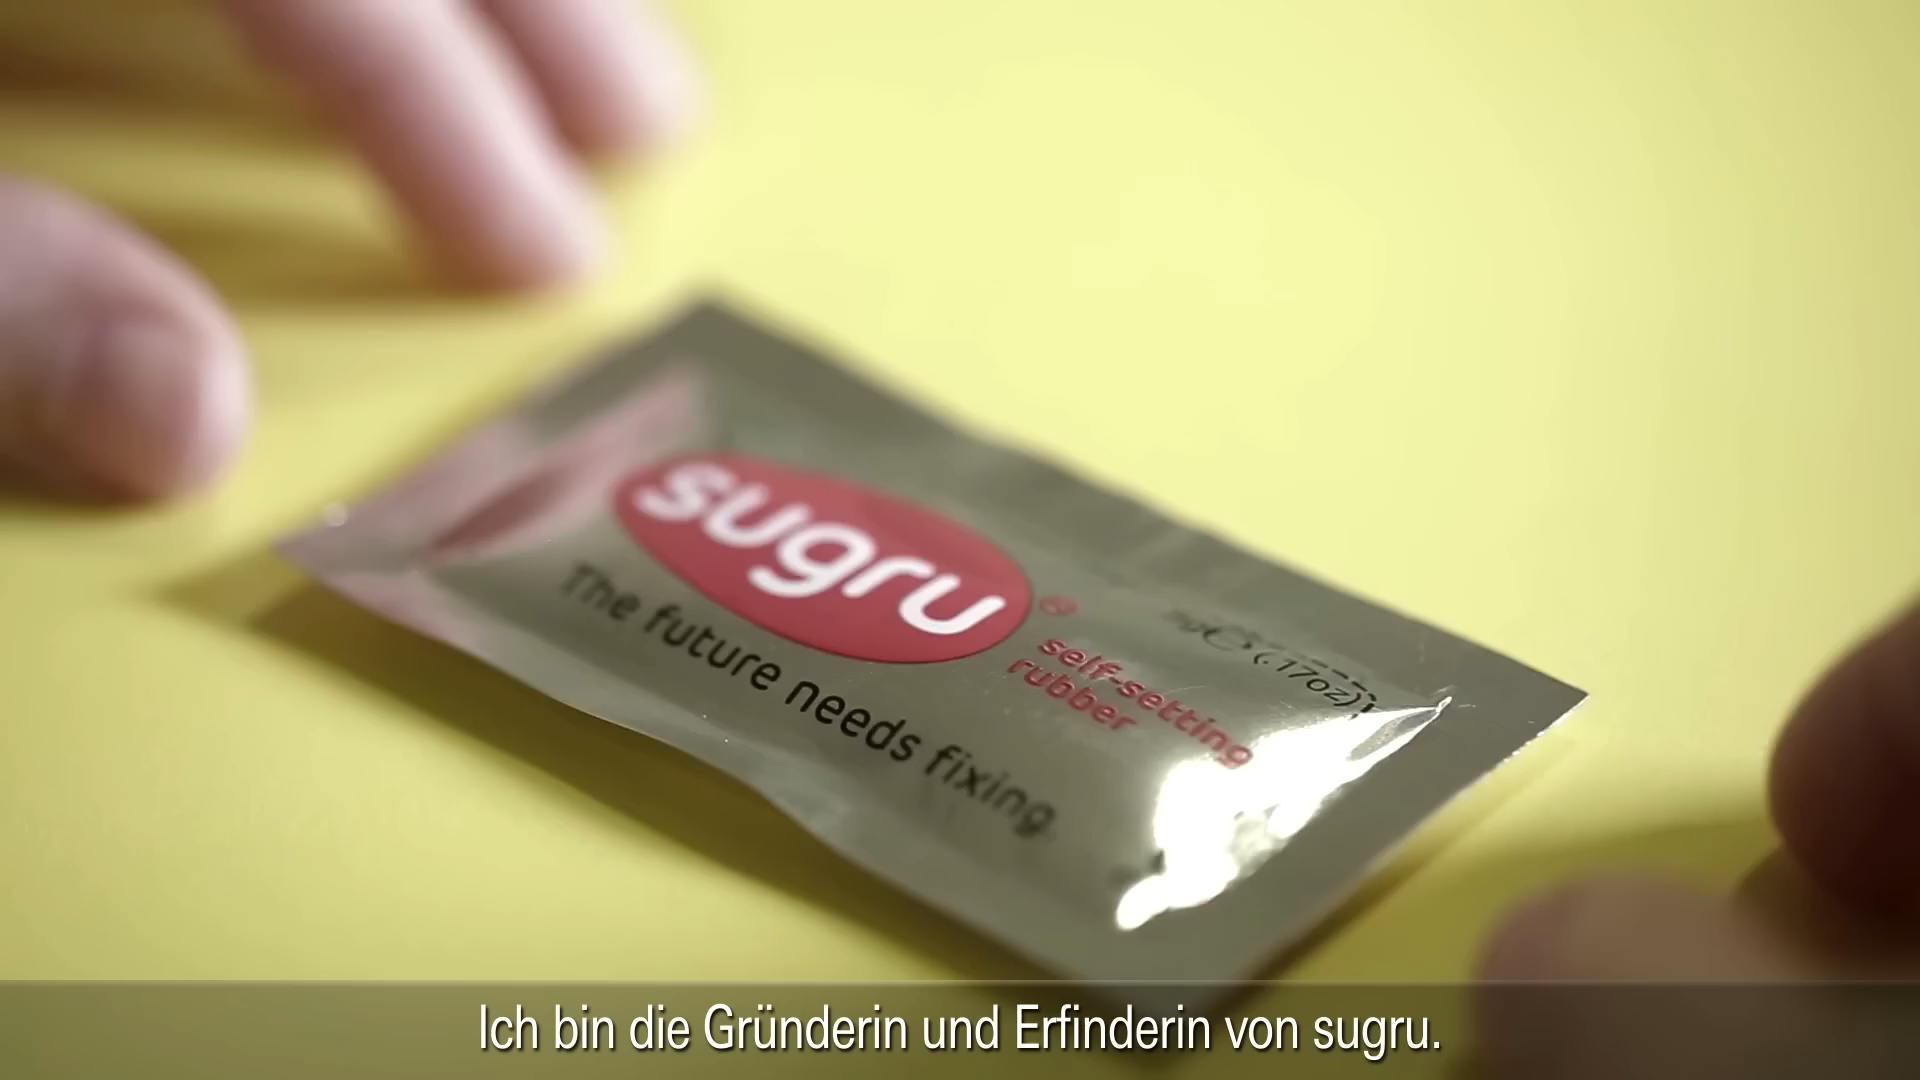 sugru®
self-setting
rubber
(.17oz)
The future needs fixing.
Ich bin die Gründerin und Erfinderin von sugru.